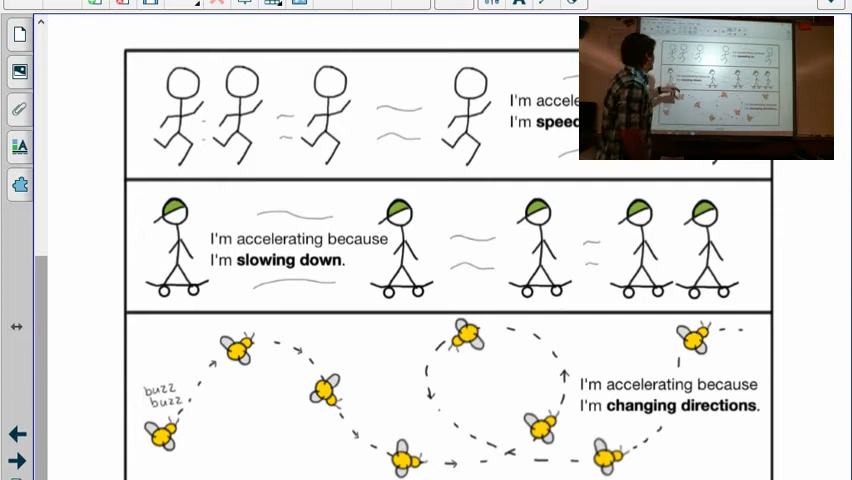 I'm accele
I'm speed
I'm accelerating because
I'm slowing down.
buzz
buzz
I'm accelerating because
I'm changing directions.